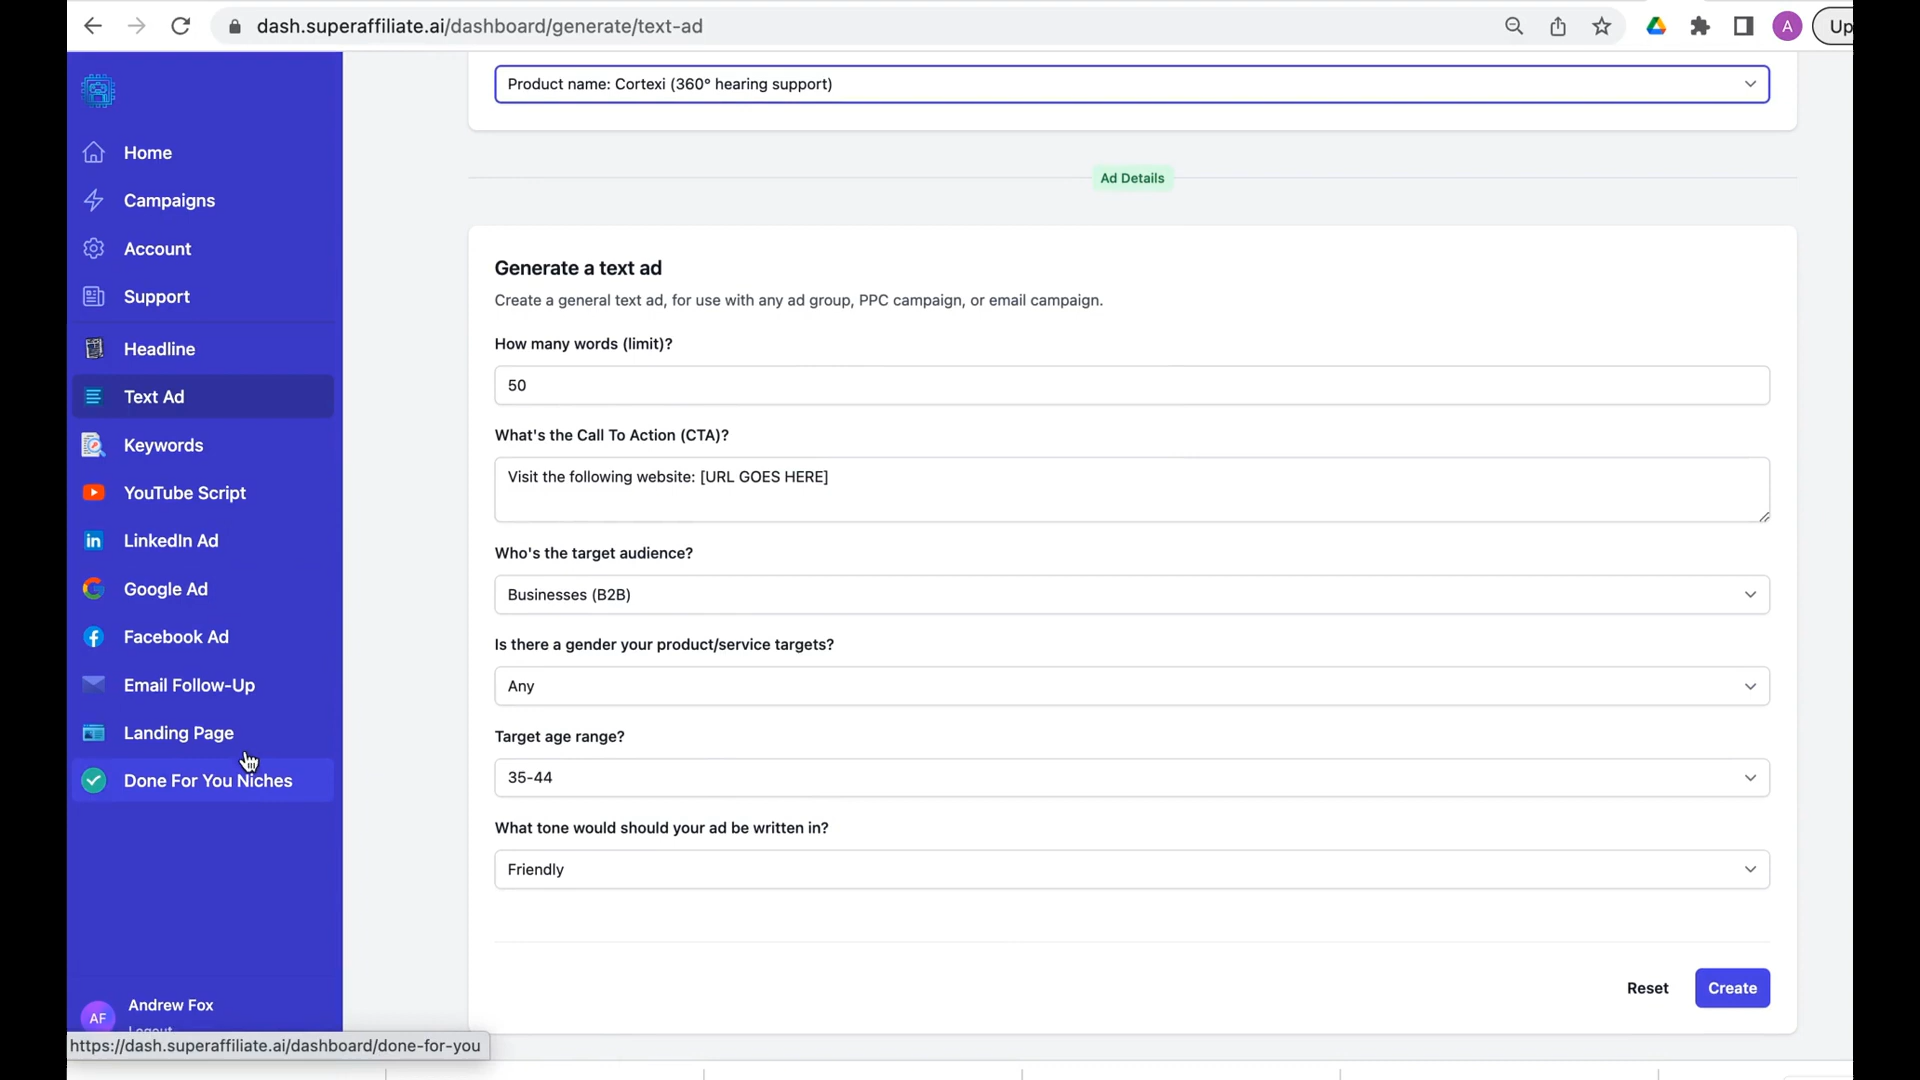 dash.superaffiliate.ai/dashboard/generate/text-ad
A
Up
Product name: Cortexi (360° hearing support)
Home
Campaigns
Account
Support
Headline
Text Ad
Keywords
YouTube Script
LinkedIn Ad
Google Ad
Facebook Ad
Email Follow-Up
Landing Page
Done For You Niches
AF
Andrew Fox
Logout
https://dash.superaffiliate.ai/dashboard/done-for-you
Ad Details
Generate a text ad
Create a general text ad, for use with any ad group, PPC campaign, or email campaign.
How many words (limit)?
50
What's the Call To Action (CTA)?
Visit the following website: [URL GOES HERE]
Who's the target audience?
Businesses (B2B)
Is there a gender your product/service targets?
Any
Target age range?
35-44
What tone would should your ad be written in?
Friendly
Reset
Create